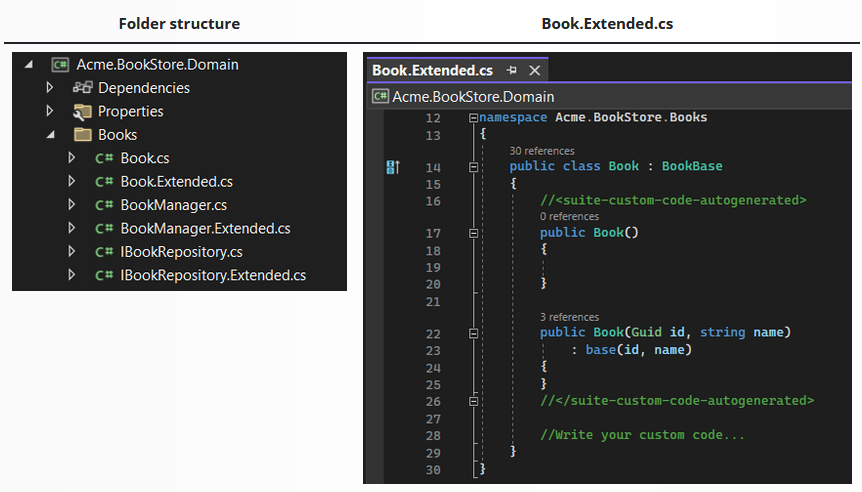 Folder structure
Book.Extended.cs
Acme.BookStore.Domain
Dependencies
Properties
Books
C# Book.cs
C# Book.Extended.cs
C# BookManager.cs
C# BookManager.Extended.cs
C# IBookRepository.cs
C# IBookRepository.Extended.cs
Book.Extended.cs
C# Acme.BookStore.Domain
12 namespace Acme.BookStore.Books
13 {
30 references
14 public class Book : BookBase
15 {
16 //<suite-custom-code-autogenerated>
0 references
17 public Book()
18 {
19
20 }
21
3 references
22 public Book(Guid id, string name)
23 : base(id, name)
24 {
25 }
26 //</suite-custom-code-autogenerated>
27
28 //Write your custom code...
29 }
30 }